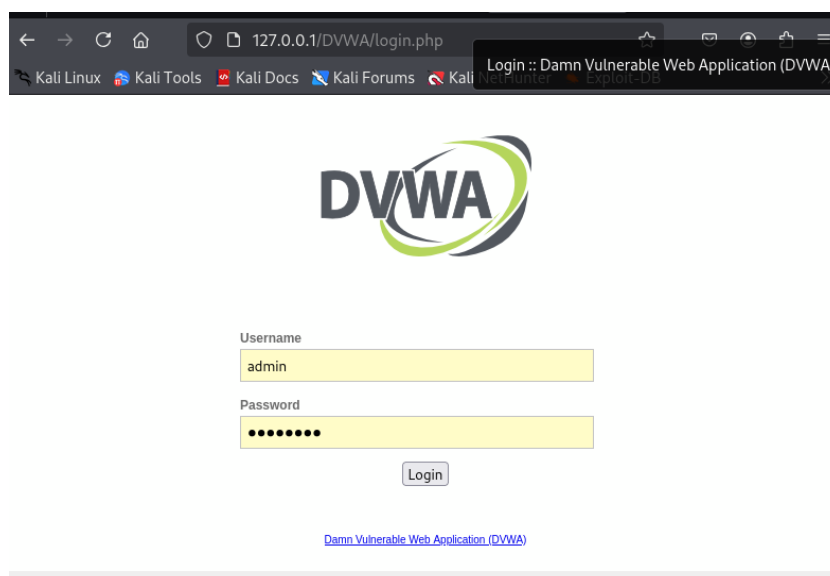 127.0.0.1/DVWA/login.php
Login :: Damn Vulnerable Web Application (DVWA
Kali Linux Kali Tools Kali Docs Kali Forums Kali NetHunter Exploit-DB
DVWA
Username
admin
Password
Login
Damn Vulnerable Web Application (DVWA)